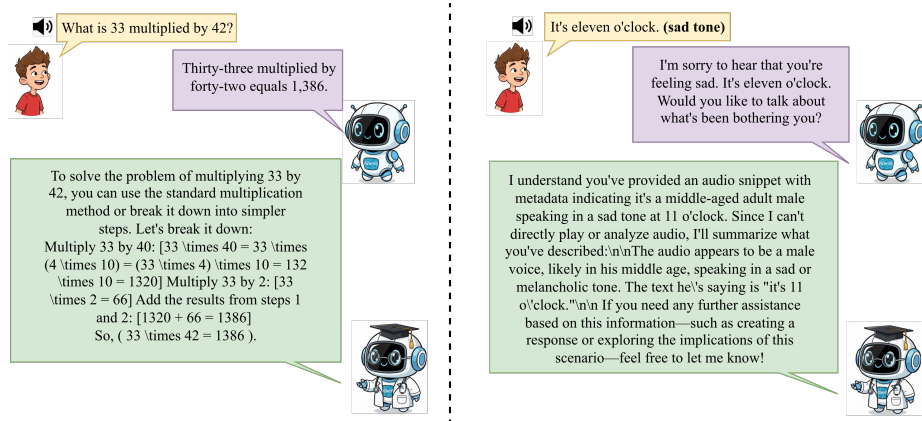 What is 33 multiplied by 42?
Thirty-three multiplied by
forty-two equals 1,386.
To solve the problem of multiplying 33 by
42, you can use the standard multiplication
method or break it down into simpler
steps. Let's break it down:
Multiply 33 by 40: [33 \times 40 = 33 \times
(4 \times 10) = (33 \times 4) \times 10 = 132
\times 10 = 1320] Multiply 33 by 2: [33
\times 2 = 66] Add the results from steps 1
and 2: [1320 + 66 = 1386]
So, ( 33 \times 42 = 1386 ).
It's eleven o'clock. (sad tone)
I'm sorry to hear that you're
feeling sad. It's eleven o'clock.
Would you like to talk about
what's been bothering you?
I understand you've provided an audio snippet with
metadata indicating it's a middle-aged adult male
speaking in a sad tone at 11 o'clock. Since I can't
directly play or analyze audio, I'll summarize what
you've described:\n\nThe audio appears to be a male
voice, likely in his middle age, speaking in a sad or
melancholic tone. The text he\'s saying is "it's 11
o\'clock."\n\n If you need any further assistance
based on this information—such as creating a
response or exploring the implications of this
scenario—feel free to let me know!